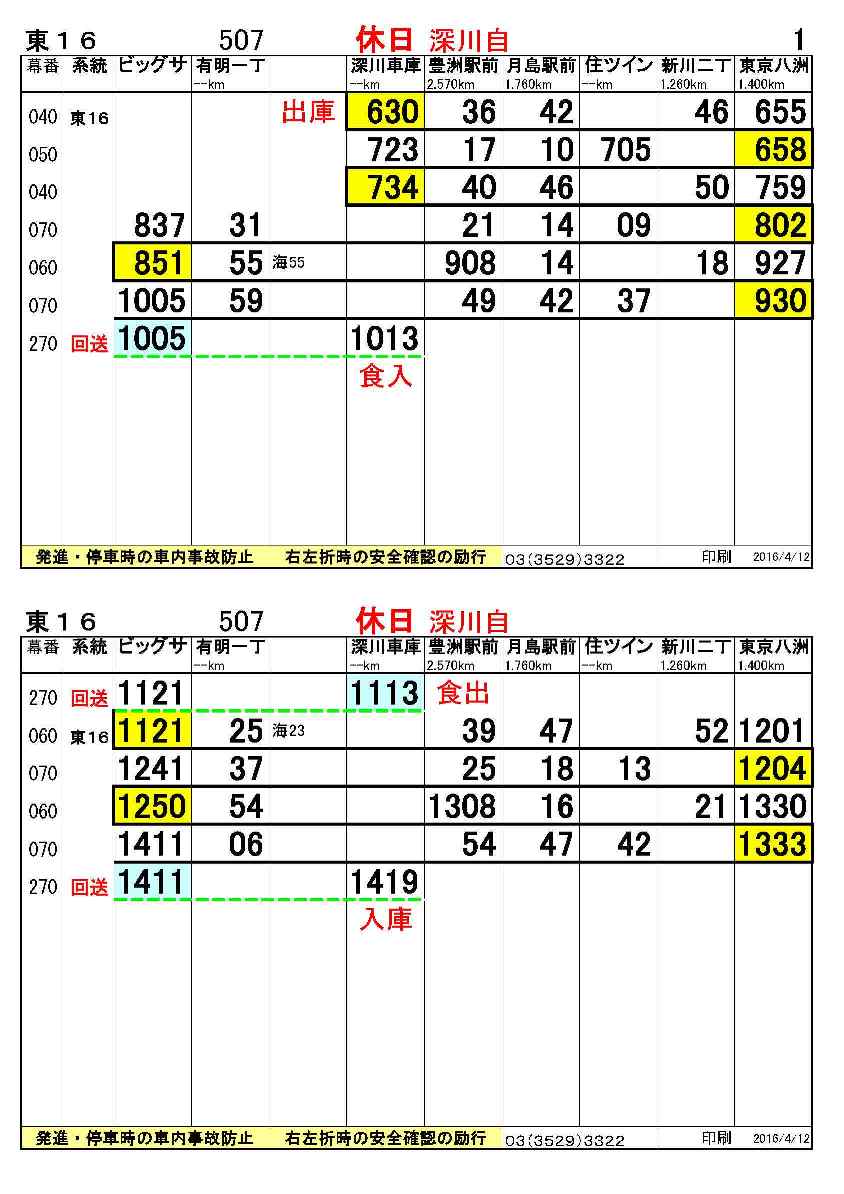 東１６ 507 休日 深川自 1
幕番 系統 ビッグサ 有明一丁 深川車庫 豊洲駅前 月島駅前 住ツイン 新川二丁 東京八洲
--km --km 2.570km 1.760km --km 1.260km 1.400km
040 東16 出庫 630 36 42 46 655
050 723 17 10 705 658
040 734 40 46 50 759
070 837 31 21 14 09 802
060 851 55 海55 908 14 18 927
070 1005 59 49 42 37 930
270 回送 1005 1013
食入
発進・停車時の車内事故防止 右左折時の安全確認の励行 03(3529)3322 印刷 2016/4/12
東１６ 507 休日 深川自
幕番 系統 ビッグサ 有明一丁 深川車庫 豊洲駅前 月島駅前 住ツイン 新川二丁 東京八洲
--km --km 2.570km 1.760km --km 1.260km 1.400km
270 回送 1121 1113 食出
060 東16 1121 25 海23 39 47 52 1201
070 1241 37 25 18 13 1204
060 1250 54 1308 16 21 1330
070 1411 06 54 47 42 1333
270 回送 1411 1419
入庫
発進・停車時の車内事故防止 右左折時の安全確認の励行 03(3529)3322 印刷 2016/4/12